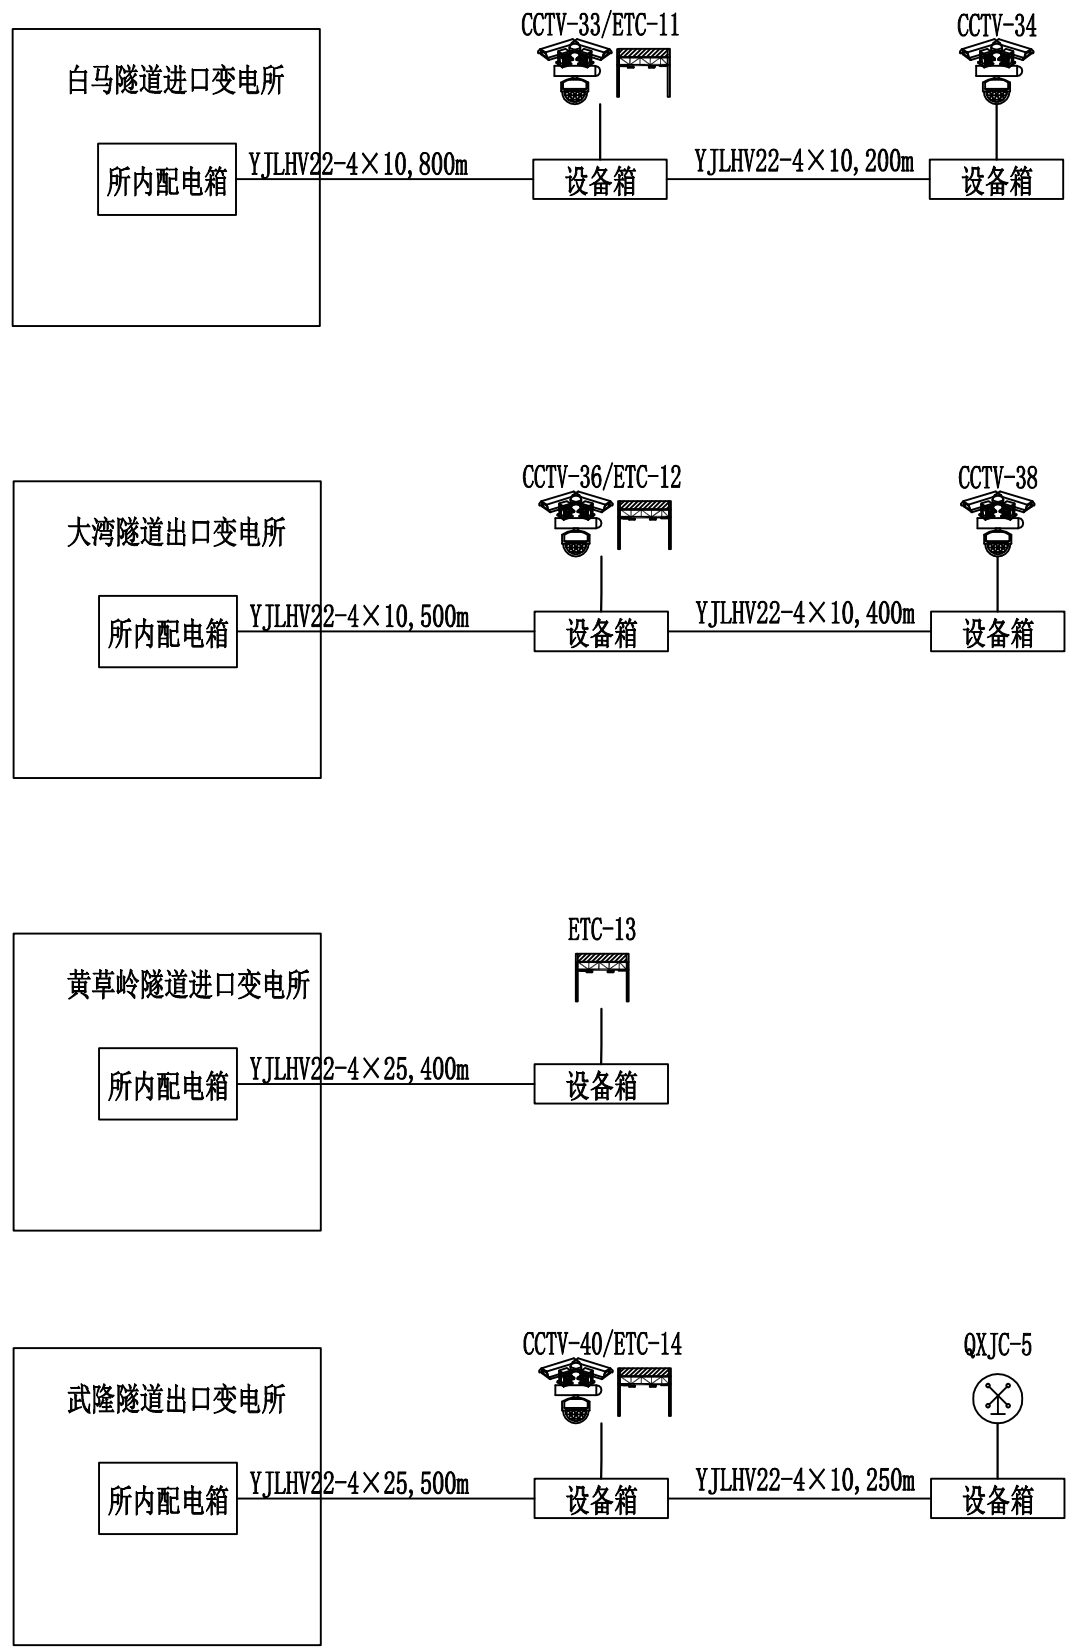 CCTV-33/ETC-11
CCTV-34
白马隧道进口变电所
所内配电箱
YJLHV22-4×10,800m
设备箱
YJLHV22-4×10,200m
设备箱
CCTV-36/ETC-12
CCTV-38
大湾隧道出口变电所
所内配电箱
YJLHV22-4×10,500m
设备箱
YJLHV22-4×10,400m
设备箱
ETC-13
黄草岭隧道进口变电所
所内配电箱
YJLHV22-4×25,400m
设备箱
CCTV-40/ETC-14
QXJC-5
武隆隧道出口变电所
所内配电箱
YJLHV22-4×25,500m
设备箱
YJLHV22-4×10,250m
设备箱